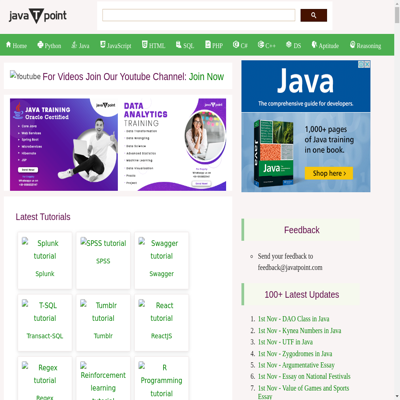 javaTpoint
Home Python Java JavaScript HTML SQL PHP C# C++ DS Aptitude Reasoning
Youtube For Videos Join Our Youtube Channel: Join Now
JAVA TRAINING
Oracle Certified
DATA
ANALYTICS
TRAINING
Java
The comprehensive guide for developers.
1,000+ pages
of Java training
in one book.
Java
Shop now
Latest Tutorials
Splunk tutorial
Splunk
SPSS tutorial
SPSS
Swagger tutorial
Swagger
T-SQL tutorial
Transact-SQL
Tumblr tutorial
Tumblr
React tutorial
ReactJS
Regex tutorial
Regex
Reinforcement learning tutorial
R Programming tutorial
Feedback
Send your feedback to
feedback@javatpoint.com
100+ Latest Updates
1. 1st Nov - DAO Class in Java
2. 1st Nov - Kynea Numbers in Java
3. 1st Nov - UTF in Java
4. 1st Nov - Zygodromes in Java
5. 1st Nov - Argumentative Essay
6. 1st Nov - Essay on National Festivals
7. 1st Nov - Value of Games and Sports
Essay